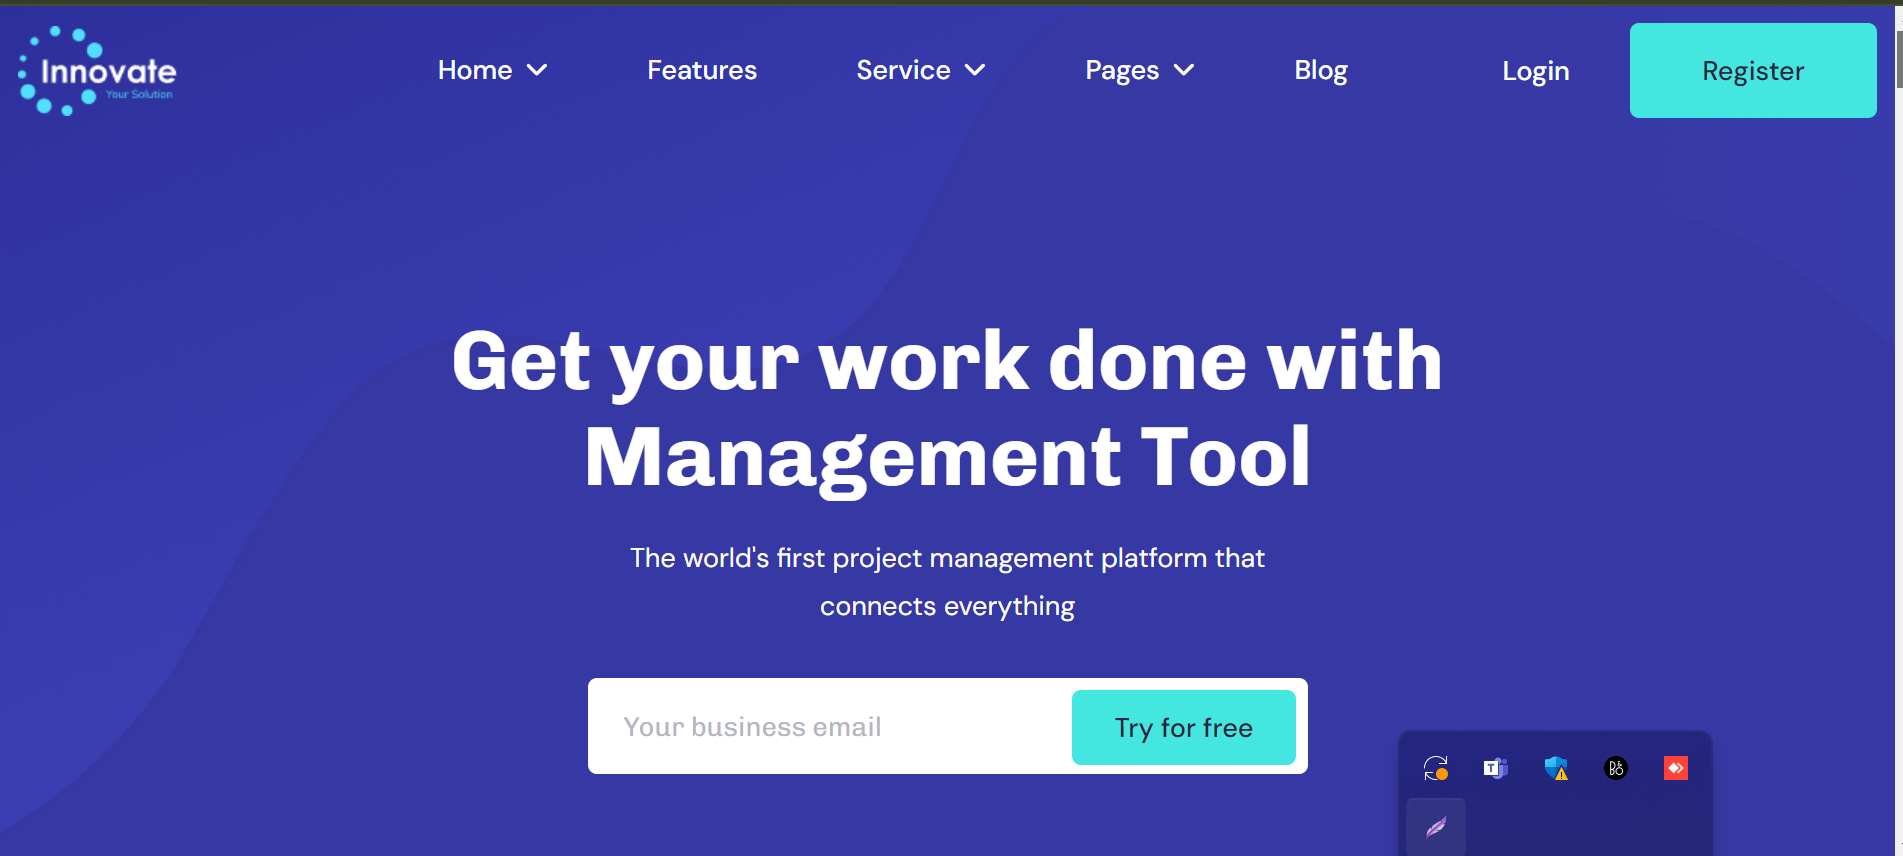 Innovate
Your Solution
Home
Features
Service
Pages
Blog
Login
Register
Get your work done with
Management Tool
The world's first project management platform that
connects everything
Your business email
Try for free
T
B&O